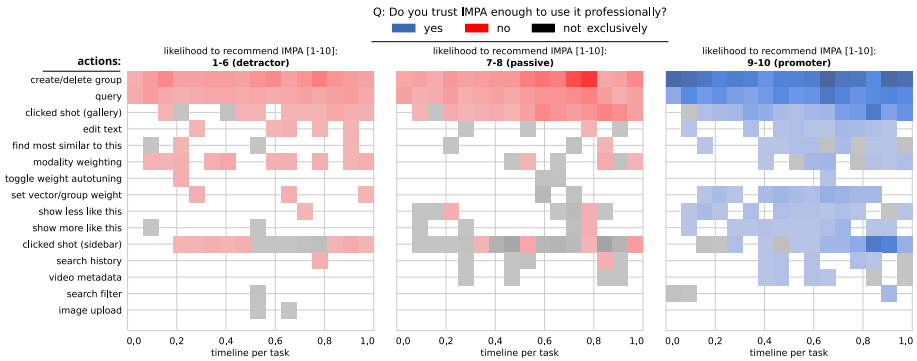 Q: Do you trust IMPA enough to use it professionally?
yes no not exclusively
likelihood to recommend IMPA [1-10]: likelihood to recommend IMPA [1-10]: likelihood to recommend IMPA [1-10]:
actions: 1-6 (detractor) 7-8 (passive) 9-10 (promoter)
create/delete group
query
clicked shot (gallery)
edit text
find most similar to this
modality weighting
toggle weight autotuning
set vector/group weight
show less like this
show more like this
clicked shot (sidebar)
search history
video metadata
search filter
image upload
0,0 0,2 0,4 0,6 0,8 1,0 0,0 0,2 0,4 0,6 0,8 1,0 0,0 0,2 0,4 0,6 0,8 1,0
timeline per task timeline per task timeline per task